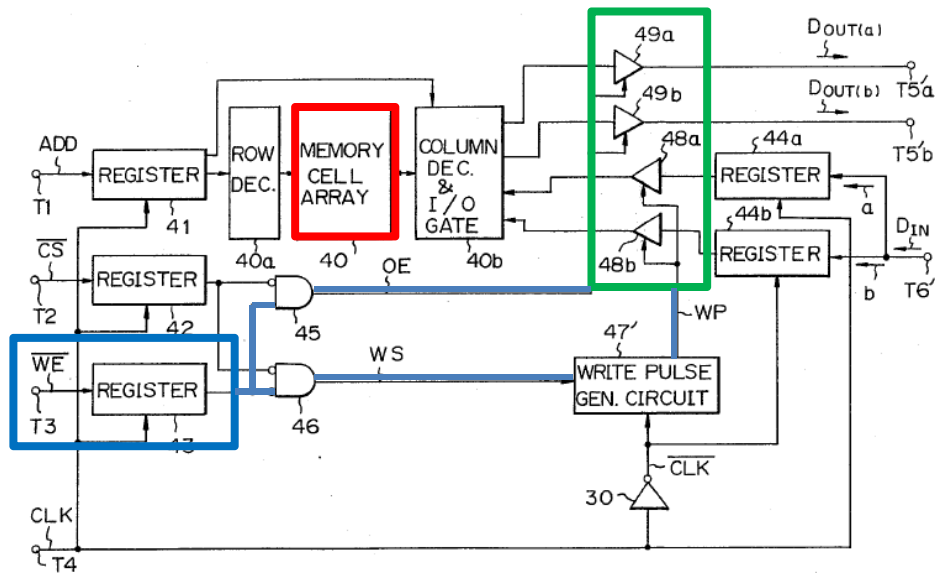 49a
DOUT(a)
T5'a
49b
DOUT(b)
T5'b
ADD
T1
REGISTER
41
ROW
DEC.
40a
MEMORY
CELL
ARRAY
40
COLUMN
DEC.
&
I/O
GATE
40b
48a
48b
44a
REGISTER
a
44b
REGISTER
b
DIN
T6'
CS
T2
REGISTER
42
OE
45
WP
WE
T3
REGISTER
43
WS
46
47'
WRITE PULSE
GEN. CIRCUIT
CLK
30
CLK
T4